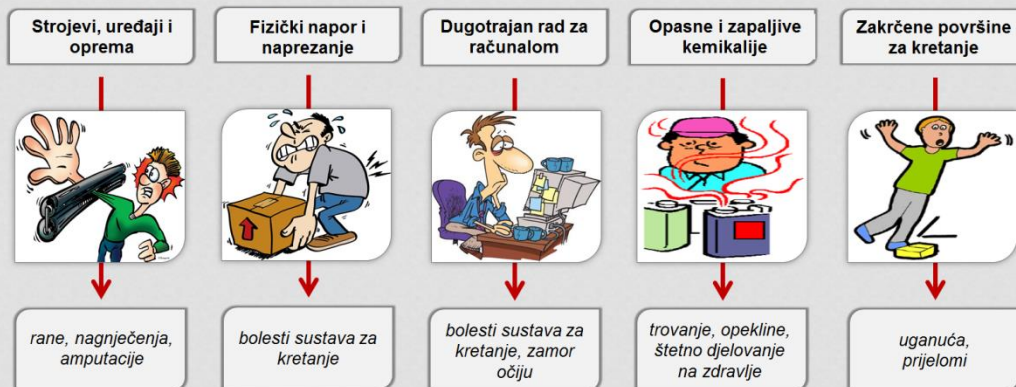 Strojevi, uređaji i
oprema
Fizički napor i
naprezanje
Dugotrajan rad za
računalom
Opasne i zapaljive
kemikalije
Zakrčene površine
za kretanje
rane, nagnječenja,
amputacije
bolesti sustava za
kretanje
bolesti sustava za
kretanje, zamor
očiju
trovanje, opekline,
štetno djelovanje
na zdravlje
uganuća,
prijelomi